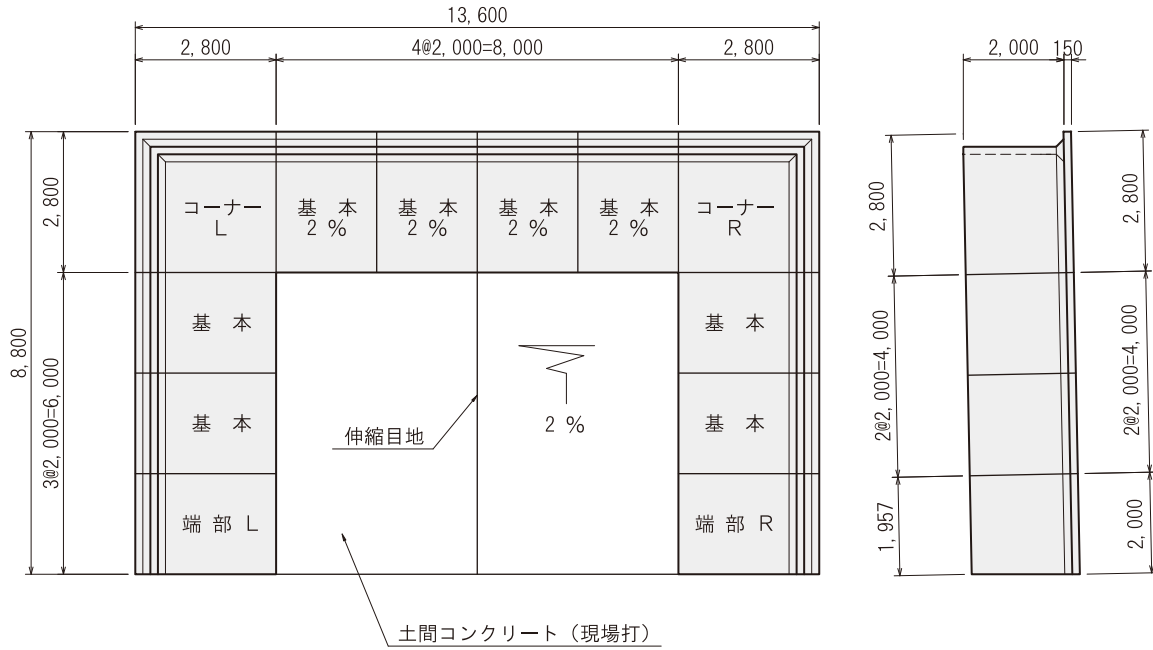 13,600
2,800
4@2,000=8,000
2,800
2,000
150
8,800
2,800
3@2,000=6,000
コーナー
L
基 本
2 %
基 本
2 %
基 本
2 %
基 本
2 %
コーナー
R
基 本
基 本
基 本
基 本
端 部 L
端 部 R
伸縮目地
2 %
土間コンクリート（現場打）
2,800
2@2,000=4,000
1,957
2,800
2@2,000=4,000
2,000